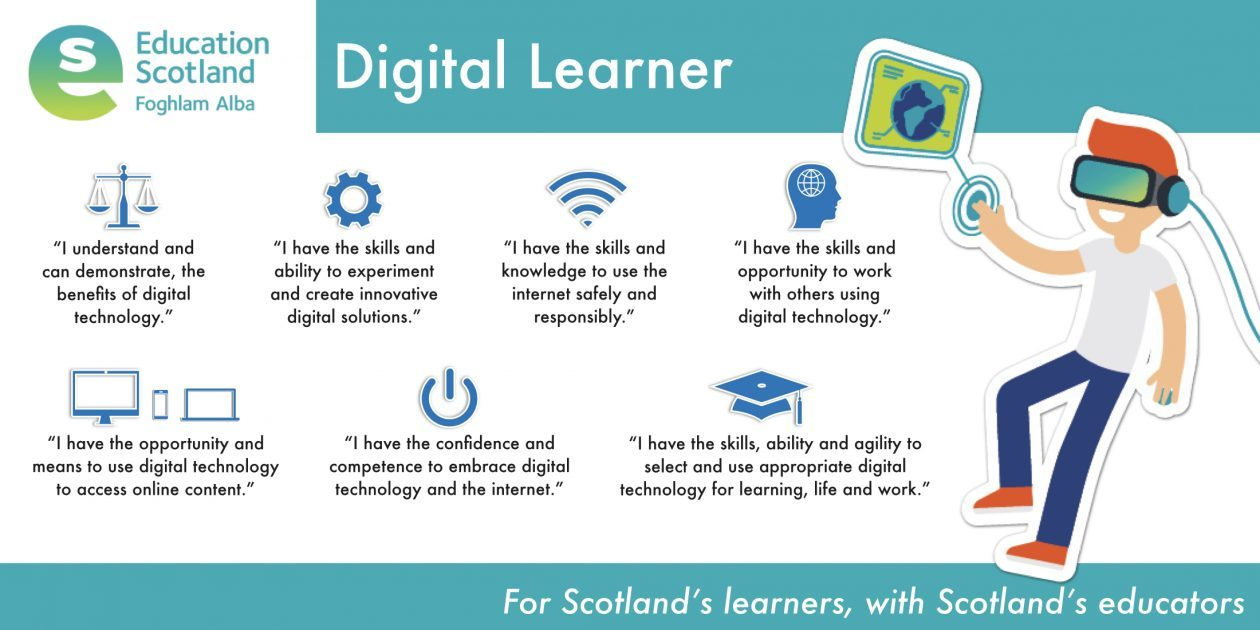 Education
Scotland
Foghlam Alba
Digital Learner
“I understand and
can demonstrate, the
benefits of digital
technology.”
“I have the skills and
ability to experiment
and create innovative
digital solutions.”
“I have the skills and
knowledge to use the
internet safely and
responsibly.”
“I have the skills and
opportunity to work
with others using
digital technology.”
“I have the opportunity and
means to use digital technology
to access online content.”
“I have the confidence and
competence to embrace digital
technology and the internet.”
“I have the skills, ability and agility to
select and use appropriate digital
technology for learning, life and work.”
For Scotland’s learners, with Scotland’s educators